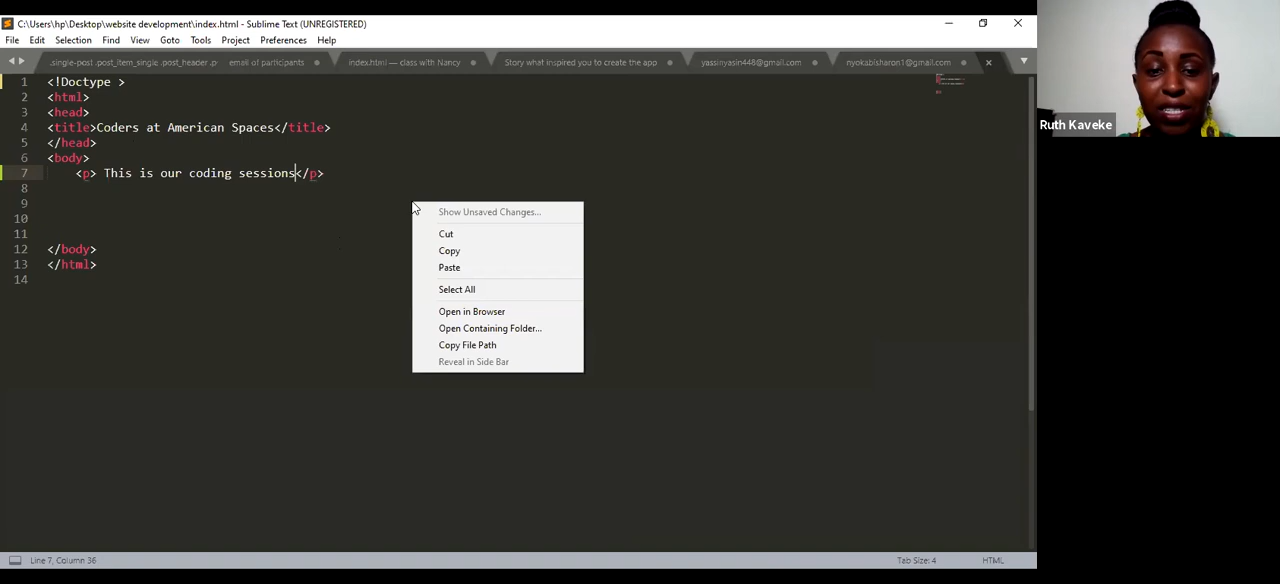 C:\Users\hp\Desktop\website development\index.html - Sublime Text (UNREGISTERED)
File Edit Selection Find View Goto Tools Project Preferences Help
.single-post .post_item_single .post_header .p email of participants index.html — class with Nancy Story what inspired you to create the app yassinyasin448@gmail.com nyokabisharon1@gmail.com
1 <!Doctype >
2 <html>
3 <head>
4 <title>Coders at American Spaces</title>
5 </head>
6 <body>
7 <p> This is our coding sessions</p>
8
9
10
11
12 </body>
13 </html>
14
Show Unsaved Changes...
Cut
Copy
Paste
Select All
Open in Browser
Open Containing Folder...
Copy File Path
Reveal in Side Bar
Ruth Kaveke
Line 7, Column 36 Tab Size: 4 HTML